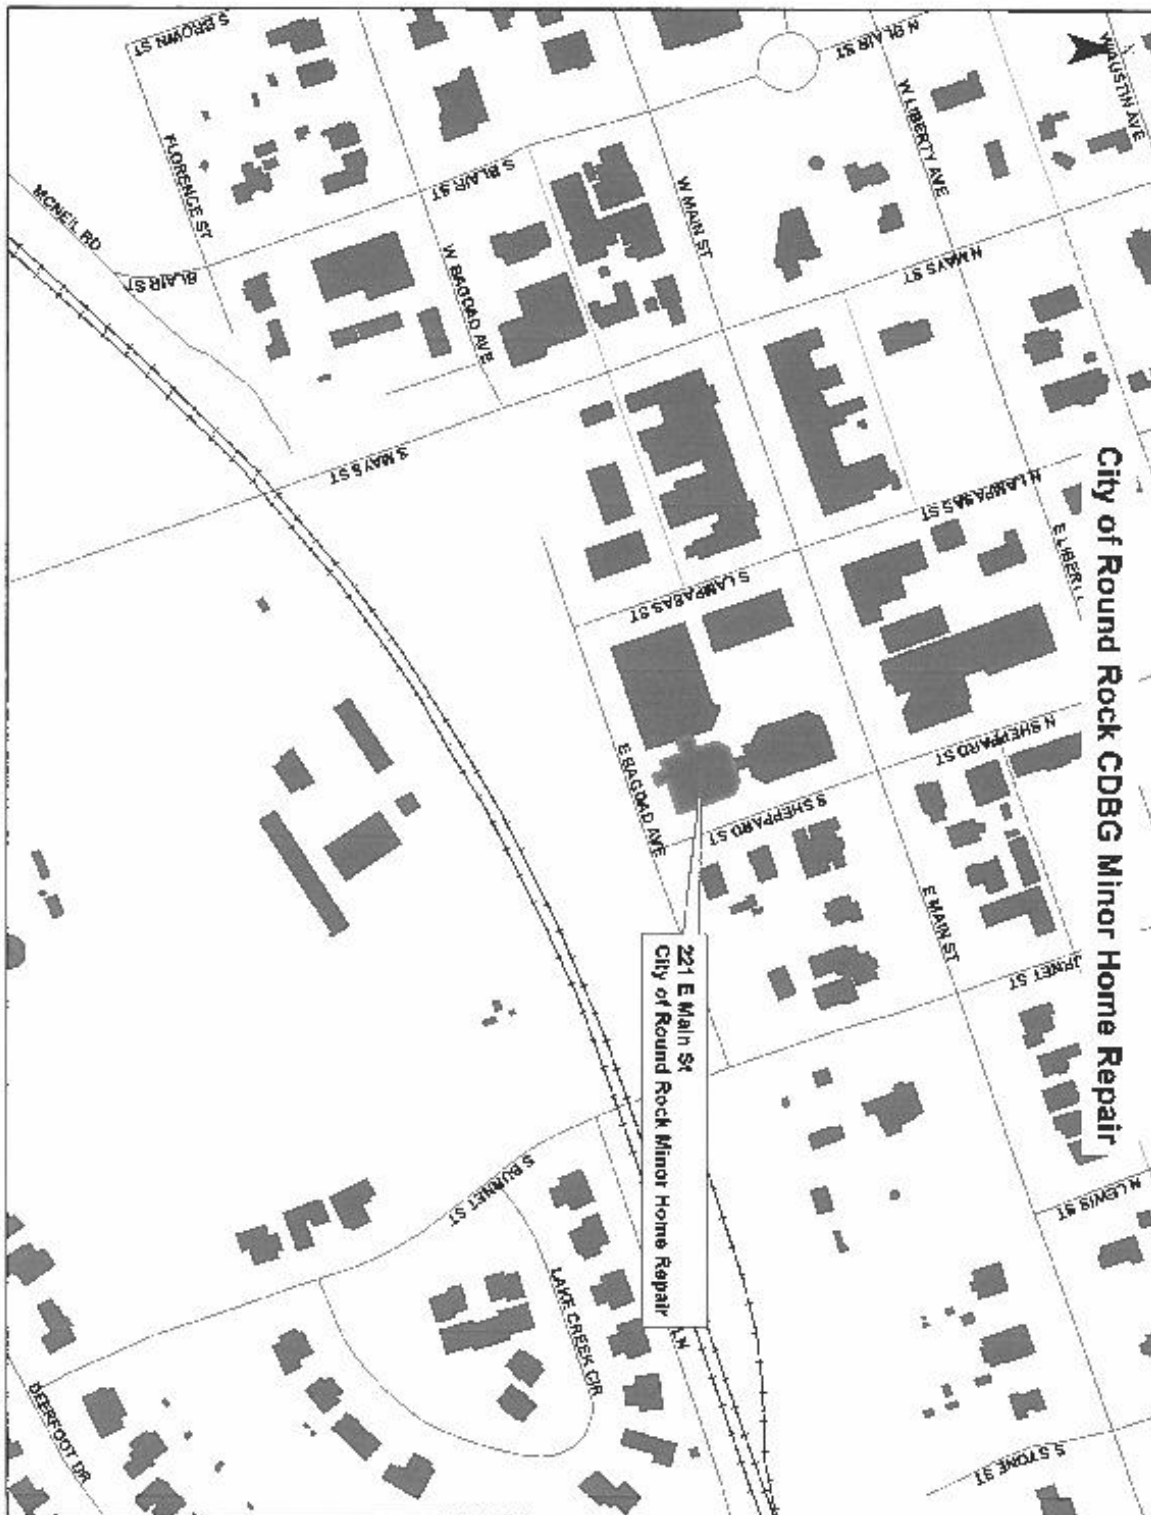 City of Round Rock CDBG Minor Home Repair
W AUSTIN AVE
N BLAIR ST
W LIBERTY AVE
N MAYS ST
W MAIN ST
S BROWN ST
FLORENCE ST
S BLAIR ST
MCNEIL RD
BLAIR ST
W BAGDAD AVE
S MAYS ST
N LAMPASAS ST
S LAMPASAS ST
N SHEPPARD ST
S SHEPPARD ST
E BAGDAD AVE
E MAIN ST
221 E Main St
City of Round Rock Minor Home Repair
N LEWIS ST
S BURNET ST
LAKE CREEK CIR
LN
DEERFOOT DR
S STONE ST